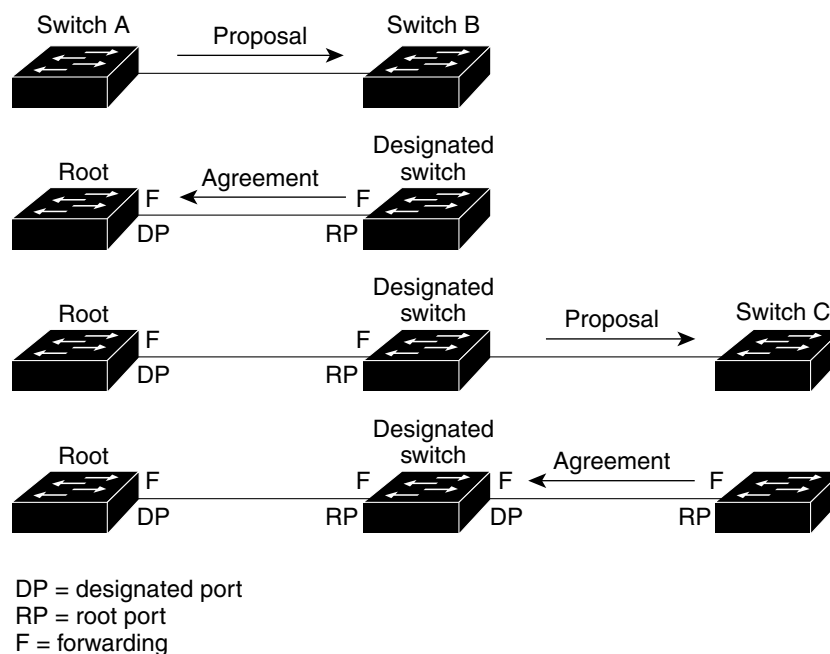 Switch A
Proposal
Switch B
Root
F
Agreement
F
Designated
switch
DP
RP
Root
F
F
Designated
switch
Proposal
Switch C
DP
RP
Root
F
F
Designated
switch
F
Agreement
F
DP
RP
DP
RP
DP = designated port
RP = root port
F = forwarding